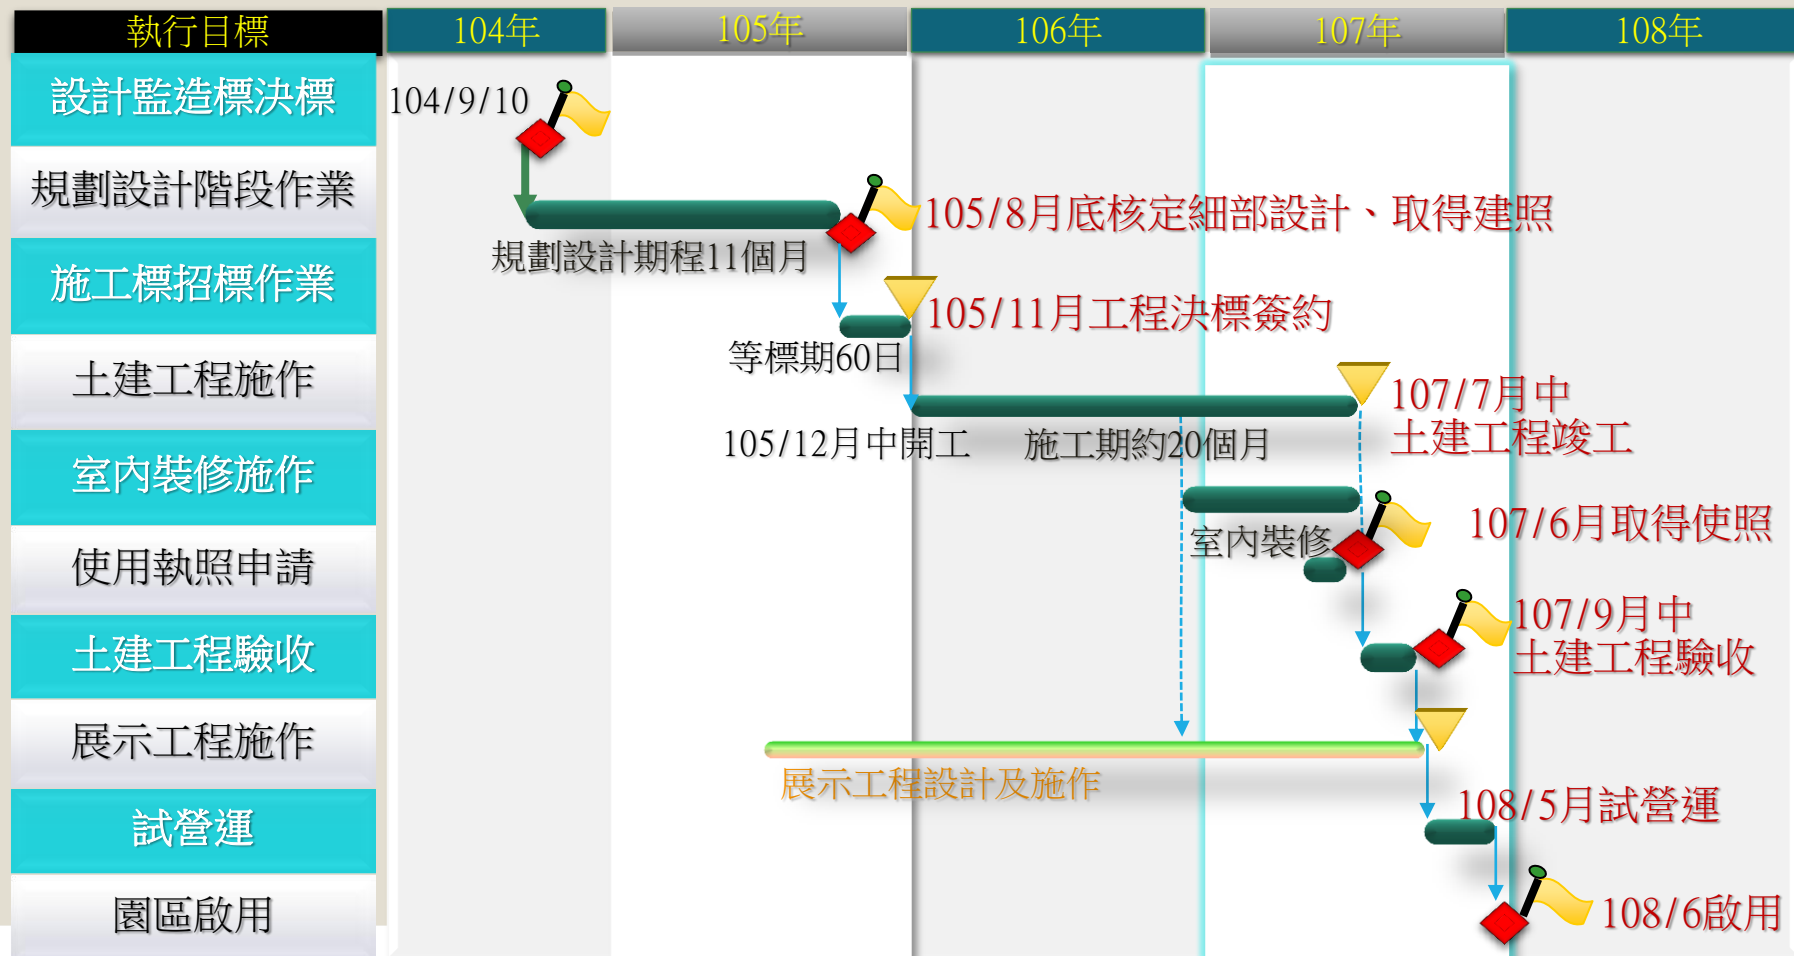 執行目標
104年
105年
106年
107年
108年
設計監造標決標
104/9/10
規劃設計階段作業
105/8月底核定細部設計、取得建照
規劃設計期程11個月
施工標招標作業
105/11月工程決標簽約
等標期60日
土建工程施作
107/7月中
土建工程竣工
105/12月中開工
施工期約20個月
室內裝修施作
107/6月取得使照
室內裝修
使用執照申請
107/9月中
土建工程驗收
土建工程驗收
展示工程施作
展示工程設計及施作
108/5月試營運
試營運
園區啟用
108/6啟用